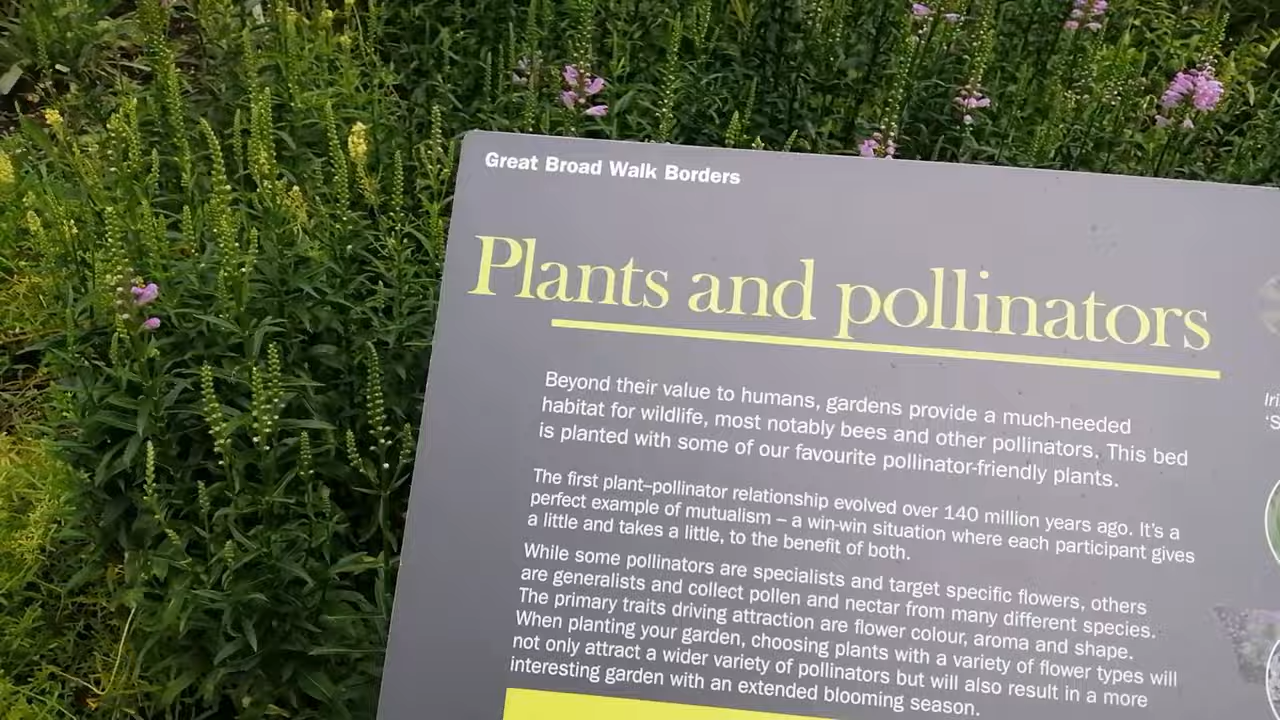 Great Broad Walk Borders
Plants and pollinators
Beyond their value to humans, gardens provide a much-needed
habitat for wildlife, most notably bees and other pollinators. This bed
is planted with some of our favourite pollinator-friendly plants.
The first plant–pollinator relationship evolved over 140 million years ago. It's a
perfect example of mutualism – a win-win situation where each participant gives
a little and takes a little, to the benefit of both.
While some pollinators are specialists and target specific flowers, others
are generalists and collect pollen and nectar from many different species.
The primary traits driving attraction are flower colour, aroma and shape.
When planting your garden, choosing plants with a variety of flower types will
not only attract a wider variety of pollinators but will also result in a more
interesting garden with an extended blooming season.